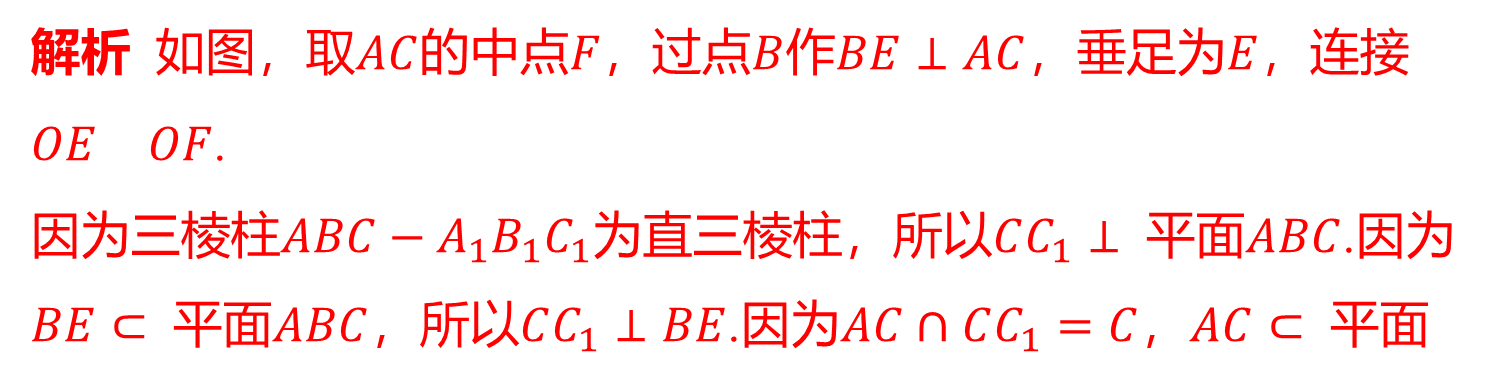 解析 如图，取AC的中点F，过点B作BE ⊥ AC，垂足为E，连接
OE OF.
因为三棱柱ABC − A₁B₁C₁为直三棱柱，所以CC₁ ⊥ 平面ABC.因为
BE ⊂ 平面ABC，所以CC₁ ⊥ BE.因为AC ∩ CC₁ = C，AC ⊂ 平面